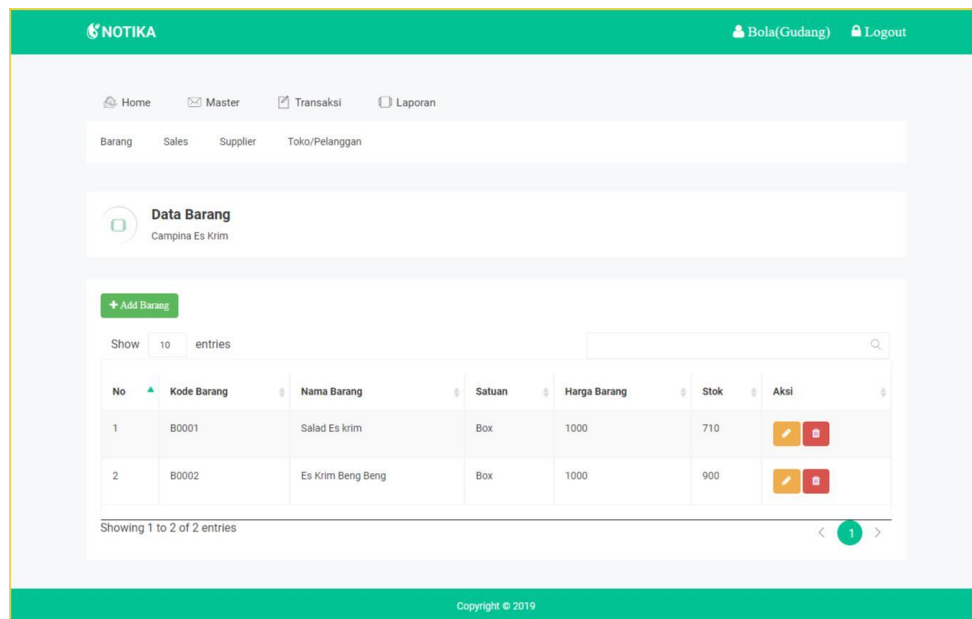 NOTIKA Bola(Gudang) Logout
Home Master Transaksi Laporan
Barang Sales Supplier Toko/Pelanggan
Data Barang
Campina Es Krim
+ Add Barang
Show 10 entries
No Kode Barang Nama Barang Satuan Harga Barang Stok Aksi
1 B0001 Salad Es krim Box 1000 710
2 B0002 Es Krim Beng Beng Box 1000 900
Showing 1 to 2 of 2 entries < 1 >
Copyright © 2019